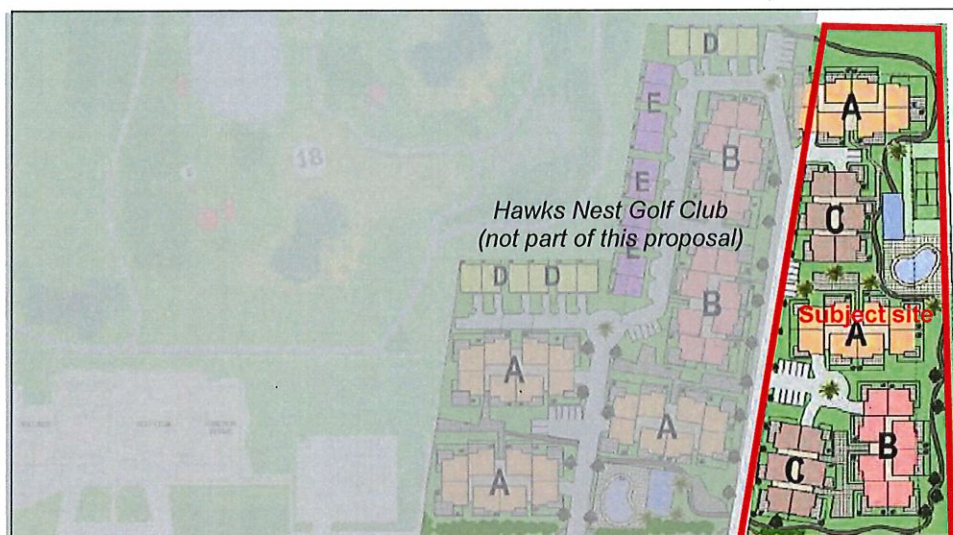 D
A
E
18
B
E
C
Hawks Nest Golf Club
(not part of this proposal)
E
D D
B
Subject site
A
A
A
B
C
A